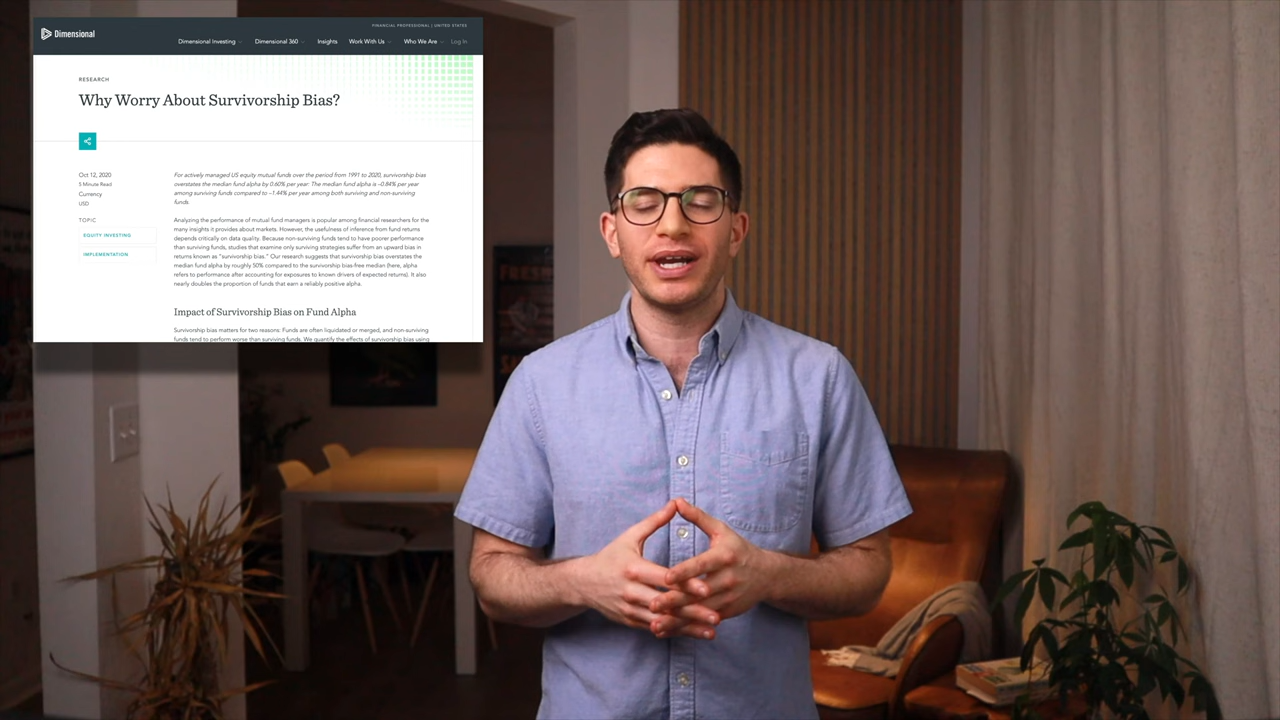 FINANCIAL PROFESSIONAL | UNITED STATES
Dimensional
Dimensional Investing
Dimensional 360
Insights
Work With Us
Who We Are
Log In
RESEARCH
Why Worry About Survivorship Bias?
Oct 12, 2020
5 Minute Read
Currency
USD
TOPIC
EQUITY INVESTING
IMPLEMENTATION
For actively managed US equity mutual funds over the period from 1991 to 2020, survivorship bias
overstates the median fund alpha by 0.60% per year: The median fund alpha is –0.84% per year
among surviving funds compared to –1.44% per year among both surviving and non-surviving
funds.
Analyzing the performance of mutual fund managers is popular among financial researchers for the
many insights it provides about markets. However, the usefulness of inference from fund returns
depends critically on data quality. Because non-surviving funds tend to have poorer performance
than surviving funds, studies that examine only surviving strategies suffer from an upward bias in
returns known as “survivorship bias.” Our research suggests that survivorship bias overstates the
median fund alpha by roughly 50% compared to the survivorship bias-free median (here, alpha
refers to performance after accounting for exposures to known drivers of expected returns). It also
nearly doubles the proportion of funds that earn a reliably positive alpha.
Impact of Survivorship Bias on Fund Alpha
Survivorship bias matters for two reasons: Funds are often liquidated or merged, and non-surviving
funds tend to perform worse than surviving funds. We quantify the effects of survivorship bias using